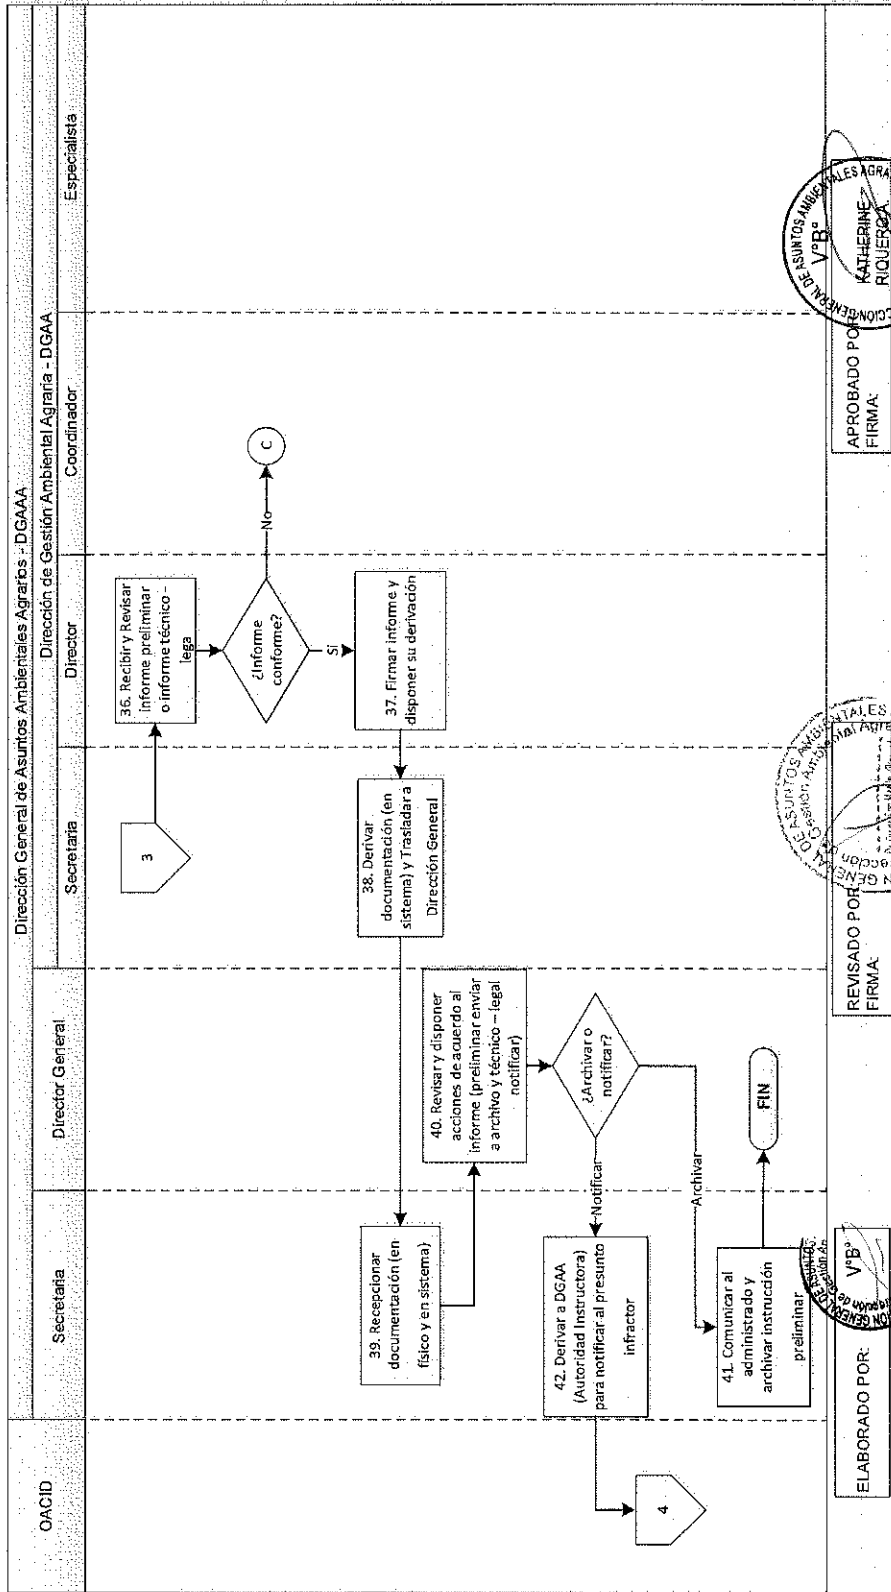 Dirección General de Asuntos Ambientales Agrarios - DGAAA
Dirección de Gestión Ambiental Agraria - DGAA
OACID
Secretaria
Director General
Secretaria
Director
Coordinador
Especialista
3
36. Recibir y Revisar
informe preliminar
o informe técnico –
lega
¿Informe
conforme?
No
C
Sí
37. Firmar informe y
disponer su derivación
38. Derivar
documentación (en
sistema) y Trasladar a
Dirección General
39. Recepcionar
documentación (en
físico y en sistema)
40. Revisar y disponer
acciones de acuerdo al
informe (preliminar enviar
a archivo y técnico – legal
notificar)
¿Archivar o
notificar?
Notificar
Archivar
42. Derivar a DGAA
(Autoridad Instructora)
para notificar al presunto
infractor
4
41. Comunicar al
administrado y
archivar instrucción
preliminar
FIN
ELABORADO POR:
V°B°
REVISADO POR
FIRMA:
APROBADO POR
FIRMA:
V°B°
KATHERINE
RIQUERO A.